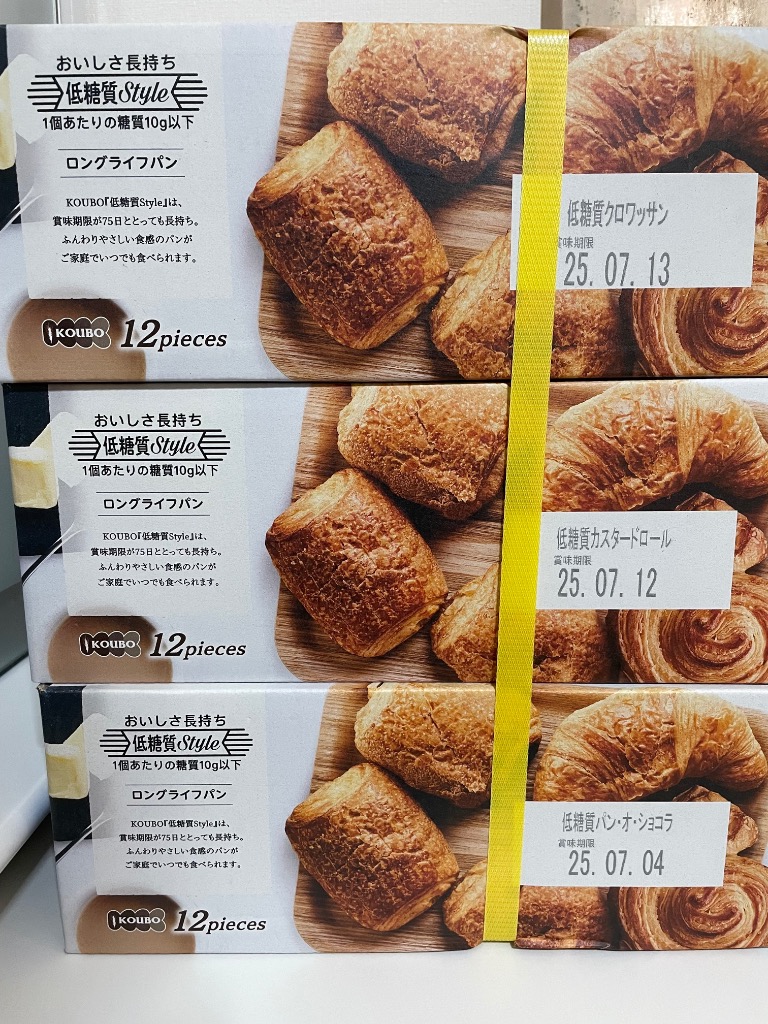 おいしさ長持ち
低糖質Style
1個あたりの糖質10g以下
ロングライフパン
KOUBO『低糖質Style』は、
賞味期限が75日ととっても長持ち。
ふんわりやさしい食感のパンが
ご家庭でいつでも食べられます。
KOUBO 12pieces
低糖質クロワッサン
賞味期限
25. 07. 13
おいしさ長持ち
低糖質Style
1個あたりの糖質10g以下
ロングライフパン
KOUBO『低糖質Style』は、
賞味期限が75日ととっても長持ち。
ふんわりやさしい食感のパンが
ご家庭でいつでも食べられます。
KOUBO 12pieces
低糖質カスタードロール
賞味期限
25. 07. 12
おいしさ長持ち
低糖質Style
1個あたりの糖質10g以下
ロングライフパン
KOUBO『低糖質Style』は、
賞味期限が75日ととっても長持ち。
ふんわりやさしい食感のパンが
ご家庭でいつでも食べられます。
KOUBO 12pieces
低糖質パン・オ・ショコラ
賞味期限
25. 07. 04